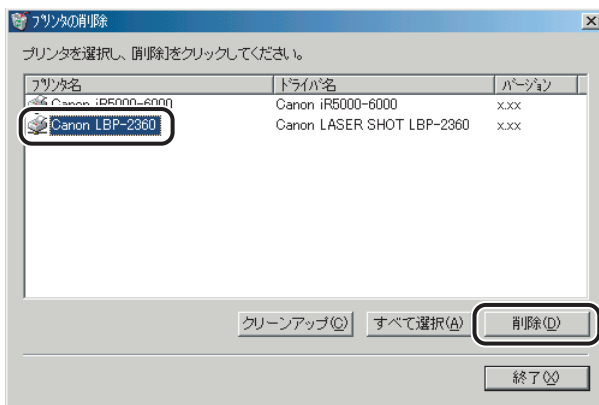 プリンタの削除
プリンタを選択し、[削除]をクリックしてください。
プリンタ名 ドライバ名 バージョン
Canon iR5000-6000 Canon iR5000-6000 x.xx
Canon LBP-2360 Canon LASER SHOT LBP-2360 x.xx
クリーンアップ(C) すべて選択(A) 削除(D)
終了(X)